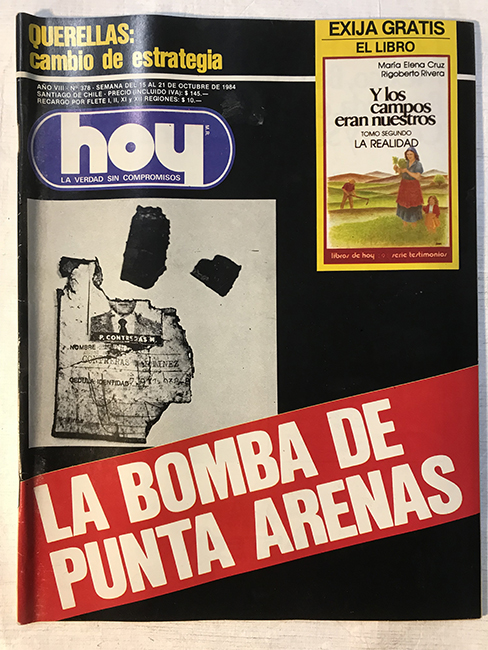 QUERELLAS:
cambio de estrategia
AÑO VIII - Nº 378 - SEMANA DEL 15 AL 21 DE OCTUBRE DE 1984
SANTIAGO DE CHILE - PRECIO (INCLUIDO IVA): $ 145.—
RECARGO POR FLETE I, II, XI y XII REGIONES: $ 10.—
hoy
M.R.
LA VERDAD SIN COMPROMISOS
EXIJA GRATIS
EL LIBRO
María Elena Cruz
Rigoberto Rivera
Y los
campos
eran nuestros
TOMO SEGUNDO
LA REALIDAD
libros de hoy serie testimonios
P. CONTRERAS M.
NOMBRE
CONTRERAS
CEDULA IDENTIDAD
LA BOMBA DE
PUNTA ARENAS